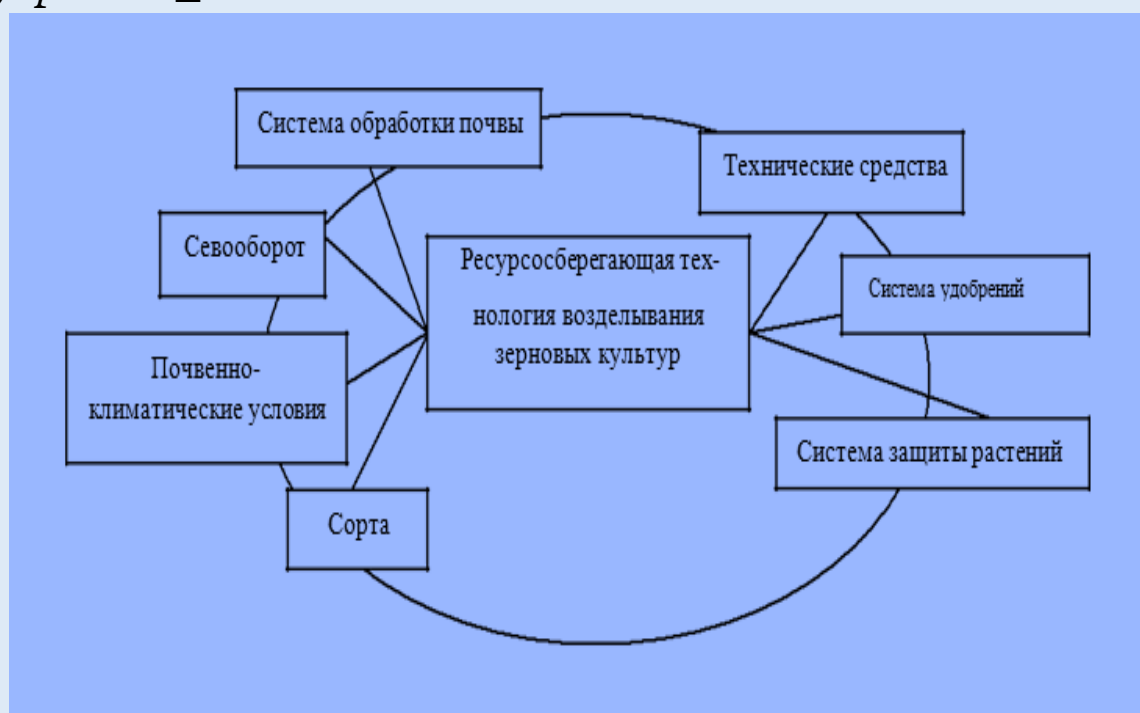 Система обработки почвы
Технические средства
Севооборот
Ресурсосберегающая тех-
нология возделывания
зерновых культур
Система удобрений
Почвенно-
климатические условия
Система защиты растений
Сорта